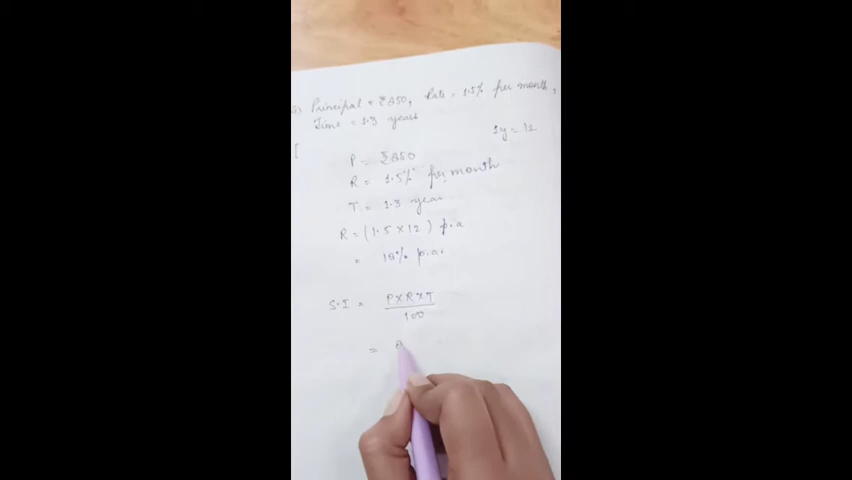 Principal = ₹850, Rate = 1.5% per month,
Time = 1.3 years
1y = 12
P = ₹850
R = 1.5% per month
T = 1.3 year
R = (1.5 × 12) p.a
= 18% p.a.
S.I = P×R×T
100
= 8